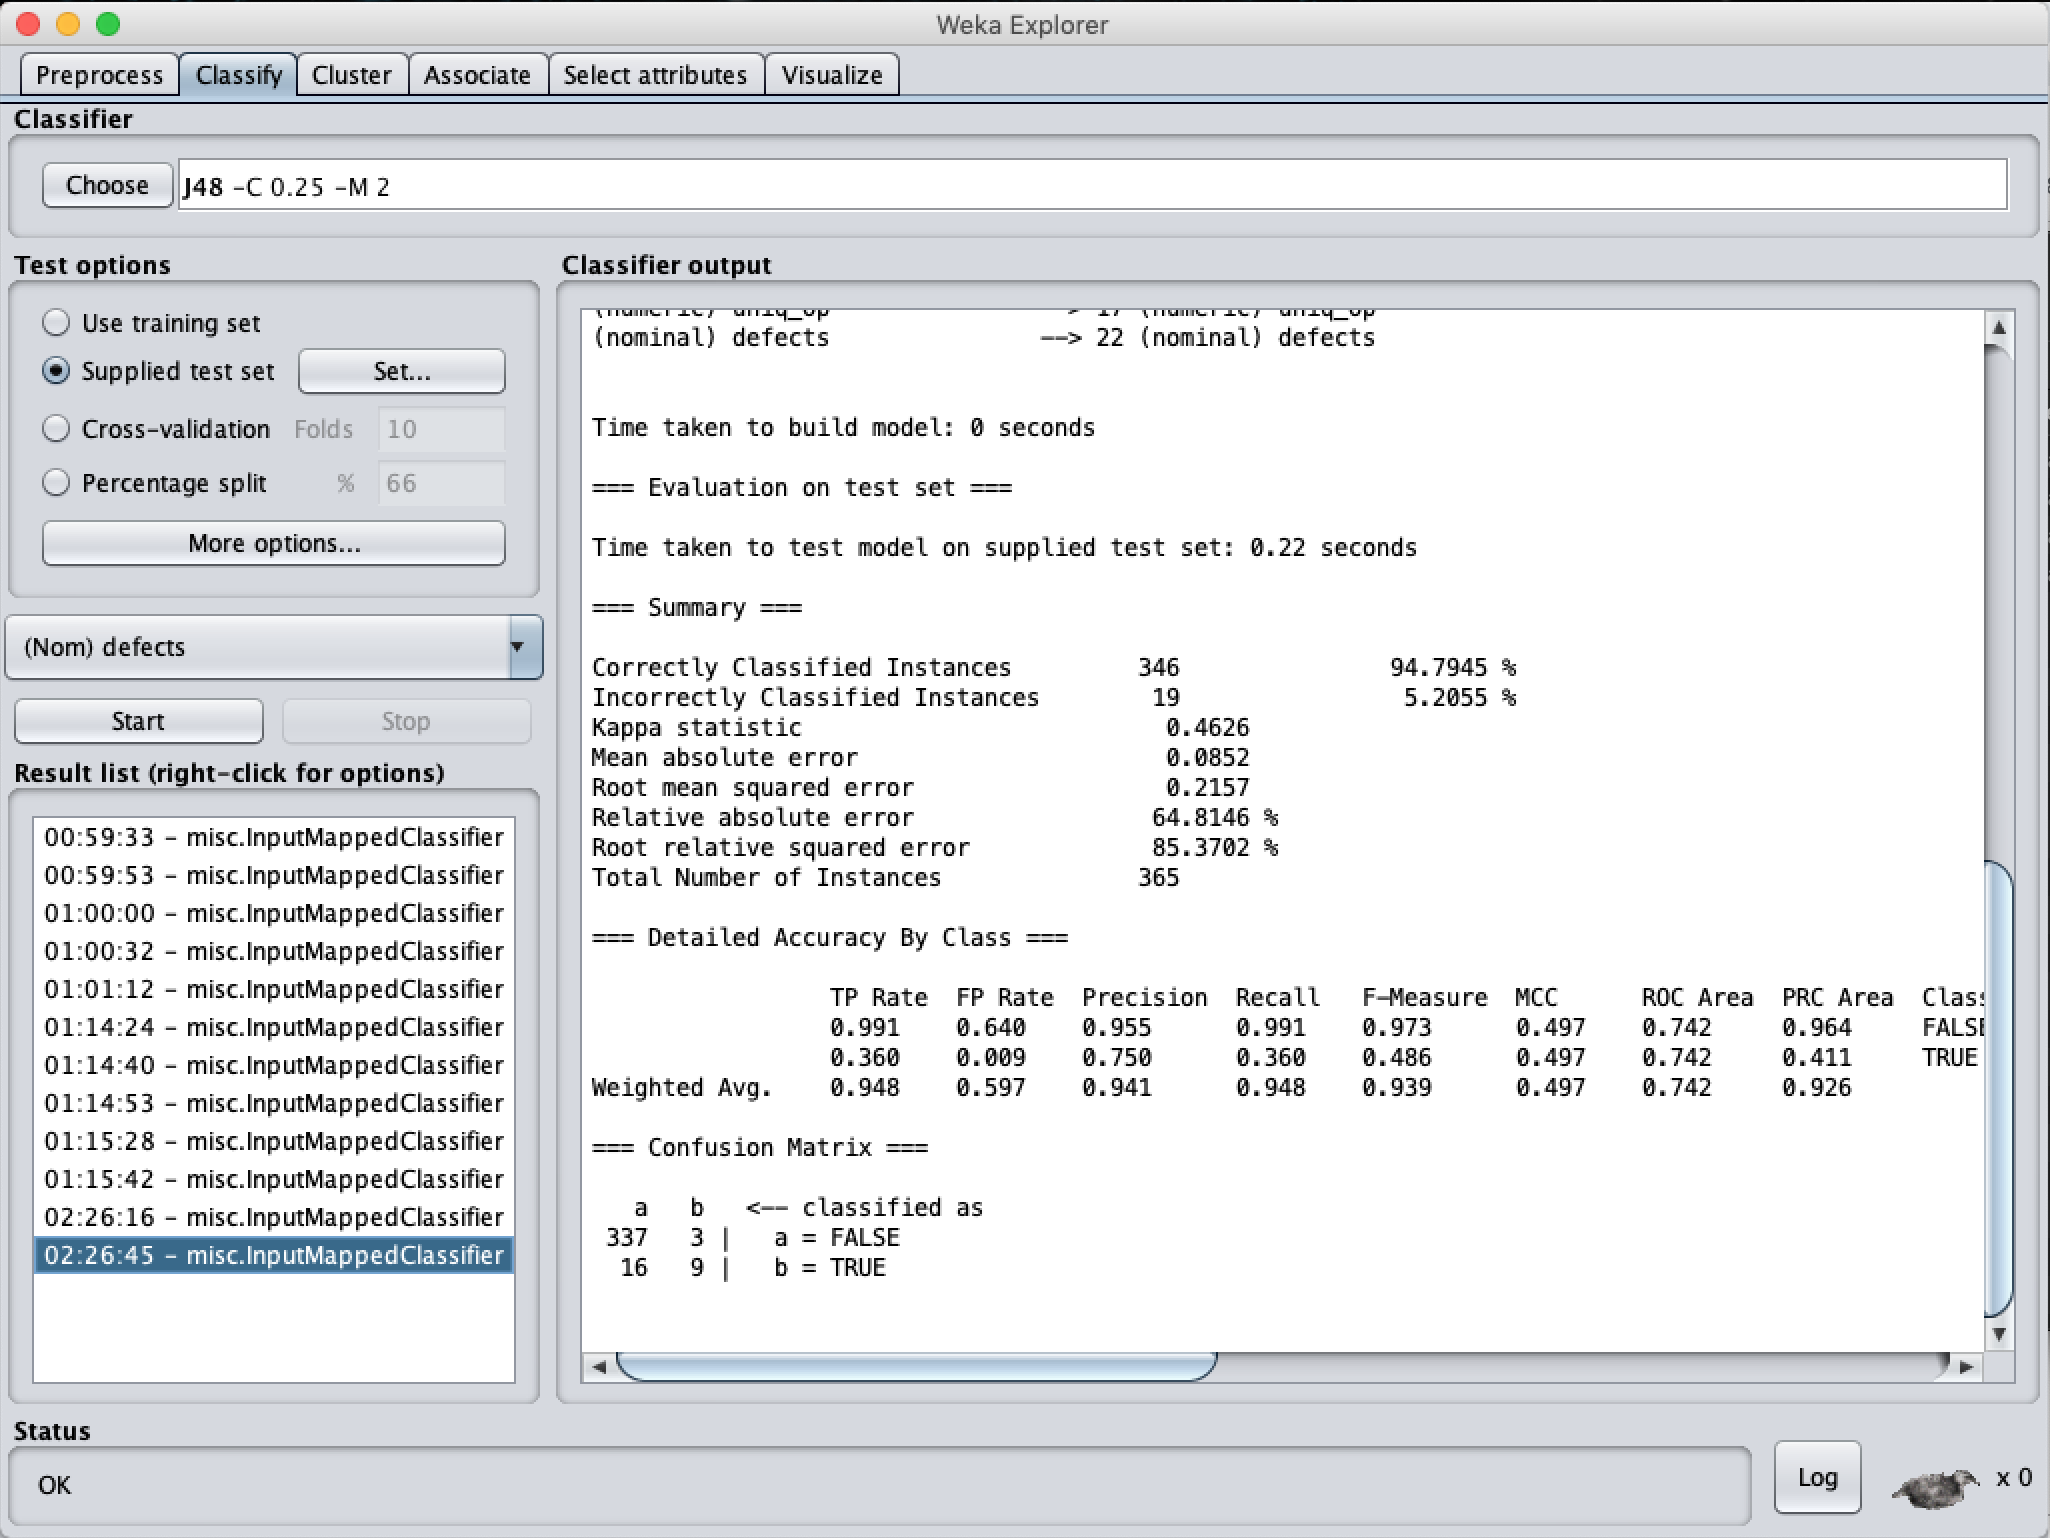 Weka Explorer
Preprocess Classify Cluster Associate Select attributes Visualize
Classifier
Choose J48 -C 0.25 -M 2
Test options
Use training set
Supplied test set Set...
Cross-validation Folds 10
Percentage split % 66
More options...
(Nom) defects
Start Stop
Result list (right-click for options)
00:59:33 - misc.InputMappedClassifier
00:59:53 - misc.InputMappedClassifier
01:00:00 - misc.InputMappedClassifier
01:00:32 - misc.InputMappedClassifier
01:01:12 - misc.InputMappedClassifier
01:14:24 - misc.InputMappedClassifier
01:14:40 - misc.InputMappedClassifier
01:14:53 - misc.InputMappedClassifier
01:15:28 - misc.InputMappedClassifier
01:15:42 - misc.InputMappedClassifier
02:26:16 - misc.InputMappedClassifier
02:26:45 - misc.InputMappedClassifier
Classifier output
(numeric) uniq_op --> 17 (numeric) uniq_op
(nominal) defects --> 22 (nominal) defects
Time taken to build model: 0 seconds
=== Evaluation on test set ===
Time taken to test model on supplied test set: 0.22 seconds
=== Summary ===
Correctly Classified Instances 346 94.7945 %
Incorrectly Classified Instances 19 5.2055 %
Kappa statistic 0.4626
Mean absolute error 0.0852
Root mean squared error 0.2157
Relative absolute error 64.8146 %
Root relative squared error 85.3702 %
Total Number of Instances 365
=== Detailed Accuracy By Class ===
TP Rate FP Rate Precision Recall F-Measure MCC ROC Area PRC Area Clas
0.991 0.640 0.955 0.991 0.973 0.497 0.742 0.964 FALSE
0.360 0.009 0.750 0.360 0.486 0.497 0.742 0.411 TRUE
Weighted Avg. 0.948 0.597 0.941 0.948 0.939 0.497 0.742 0.926
=== Confusion Matrix ===
a b <-- classified as
337 3 | a = FALSE
16 9 | b = TRUE
Status
OK
Log x 0